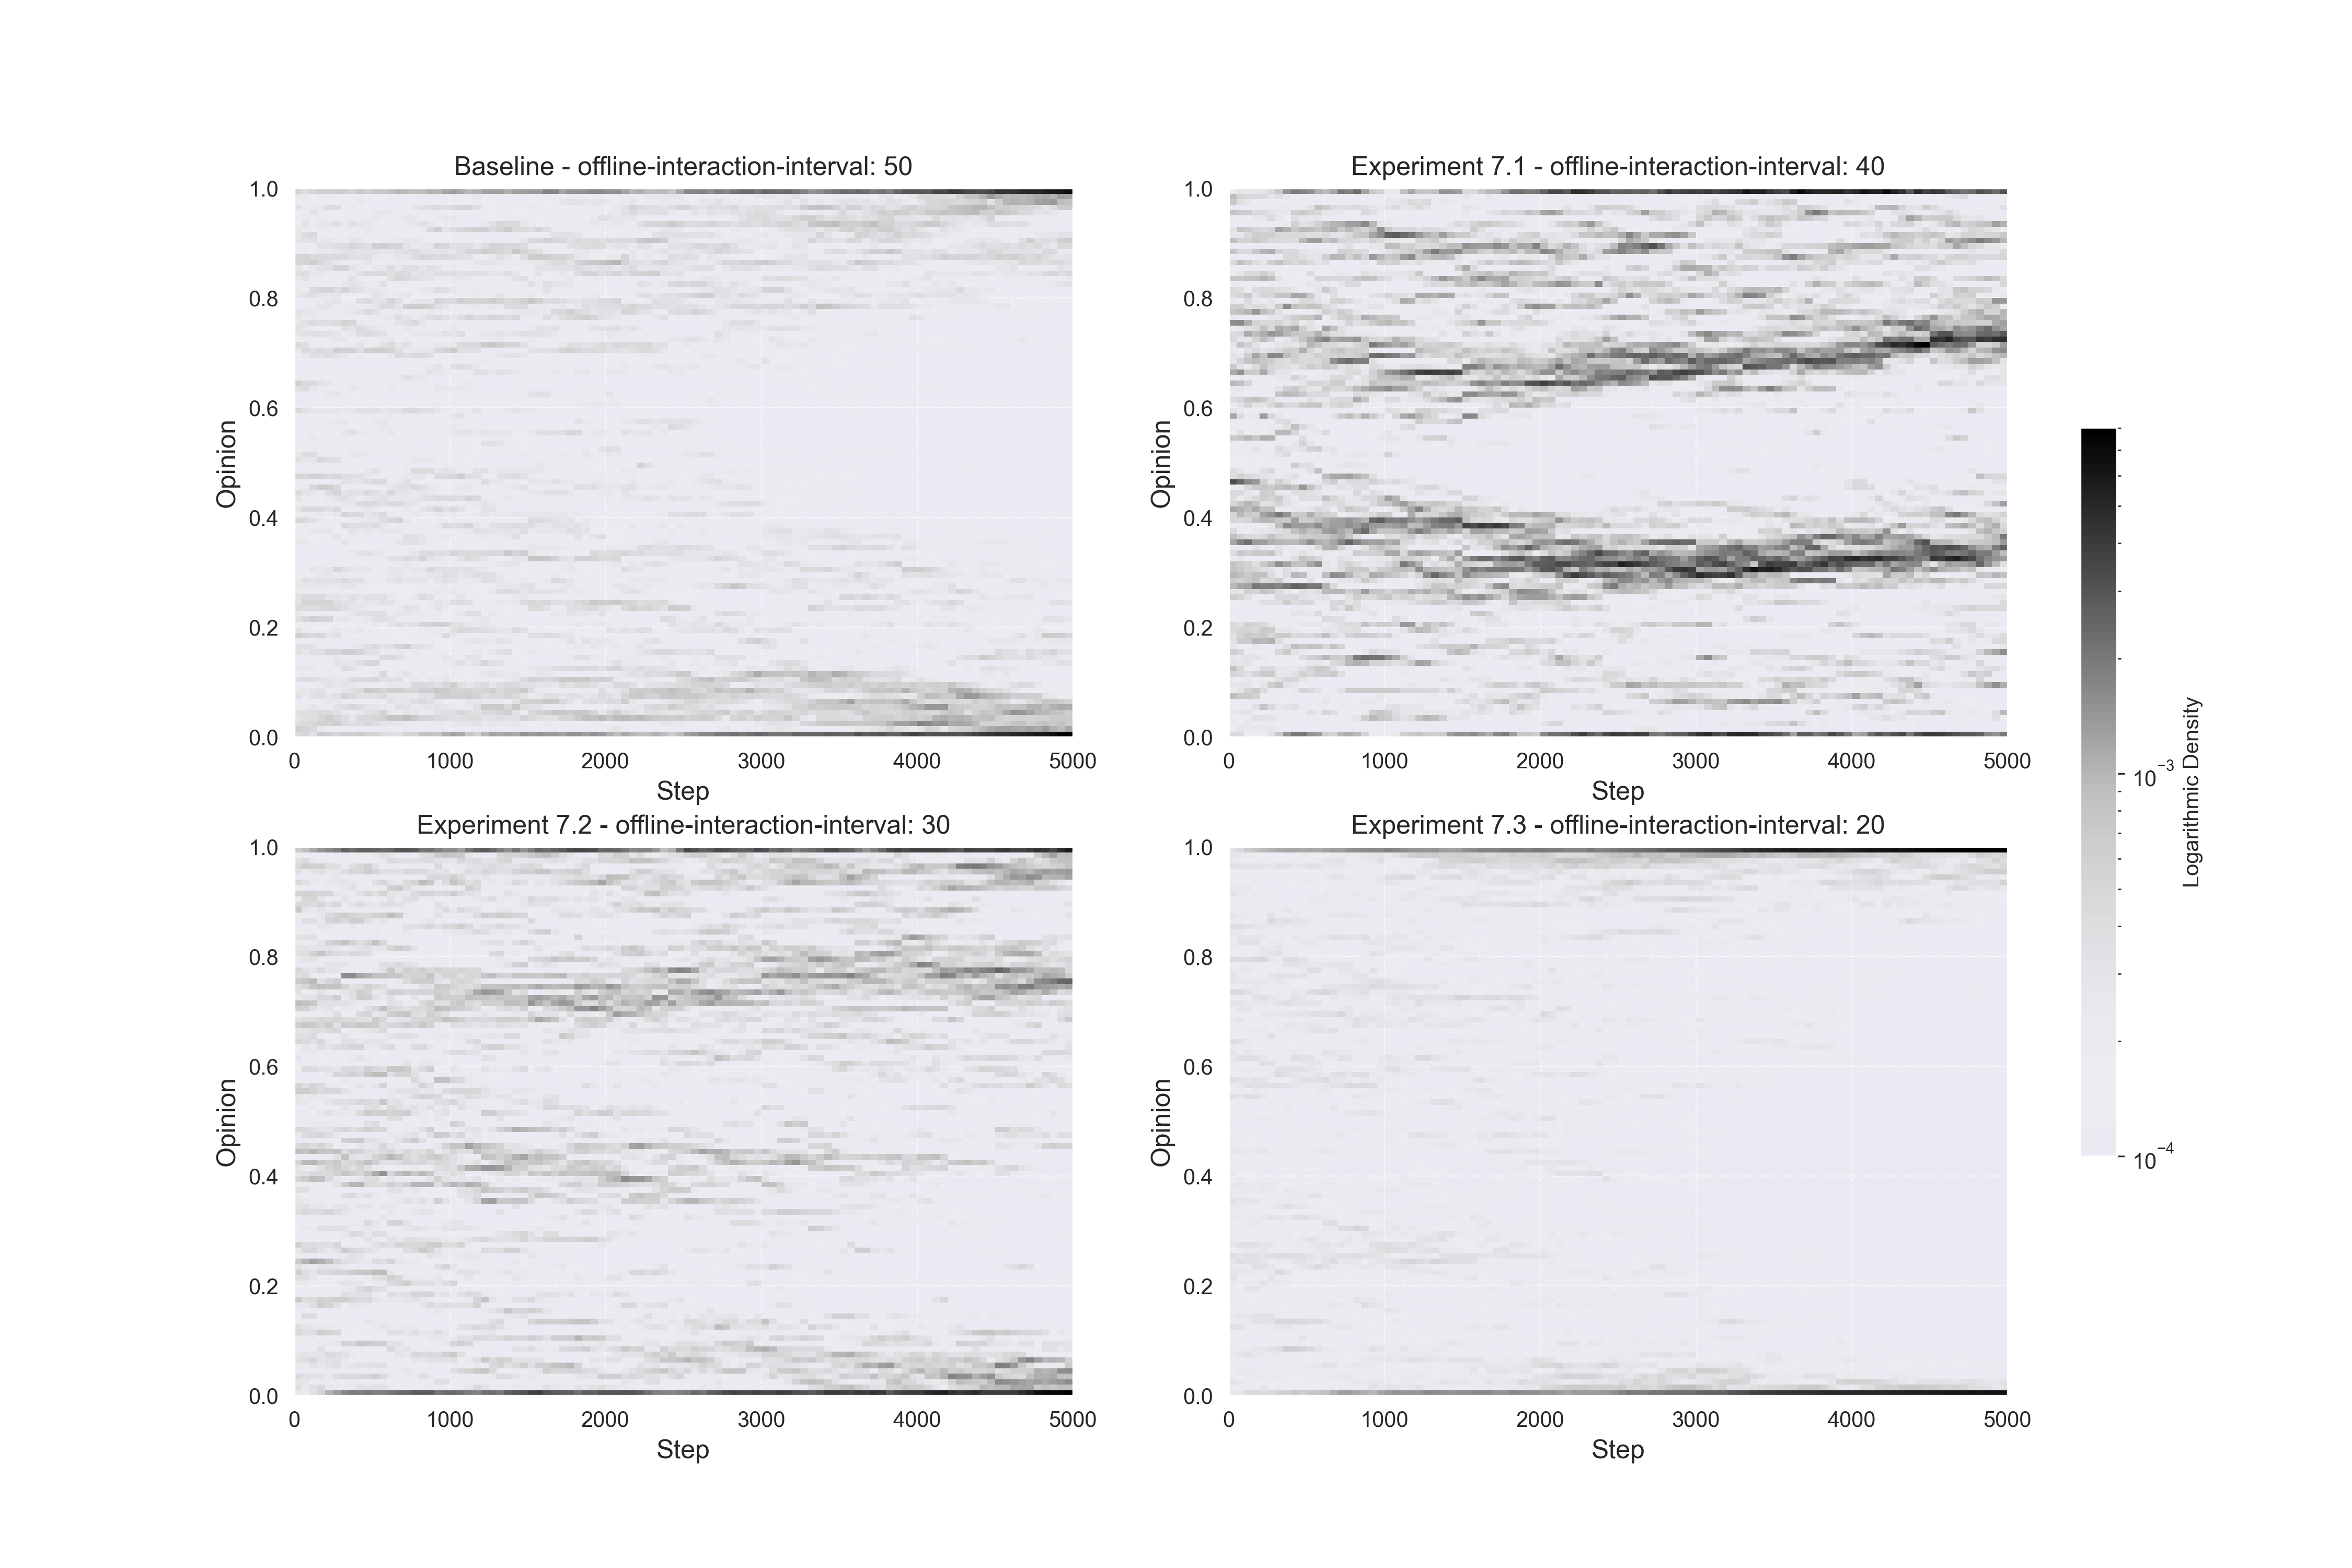 Baseline - offline-interaction-interval: 50
1.0
0.8
0.6
0.4
0.2
0.0
Opinion
0 1000 2000 3000 4000 5000
Step
Experiment 7.1 - offline-interaction-interval: 40
1.0
0.8
0.6
0.4
0.2
0.0
Opinion
0 1000 2000 3000 4000 5000
Step
Experiment 7.2 - offline-interaction-interval: 30
1.0
0.8
0.6
0.4
0.2
0.0
Opinion
0 1000 2000 3000 4000 5000
Step
Experiment 7.3 - offline-interaction-interval: 20
1.0
0.8
0.6
0.4
0.2
0.0
Opinion
0 1000 2000 3000 4000 5000
Step
10⁻³
10⁻⁴
Logarithmic Density